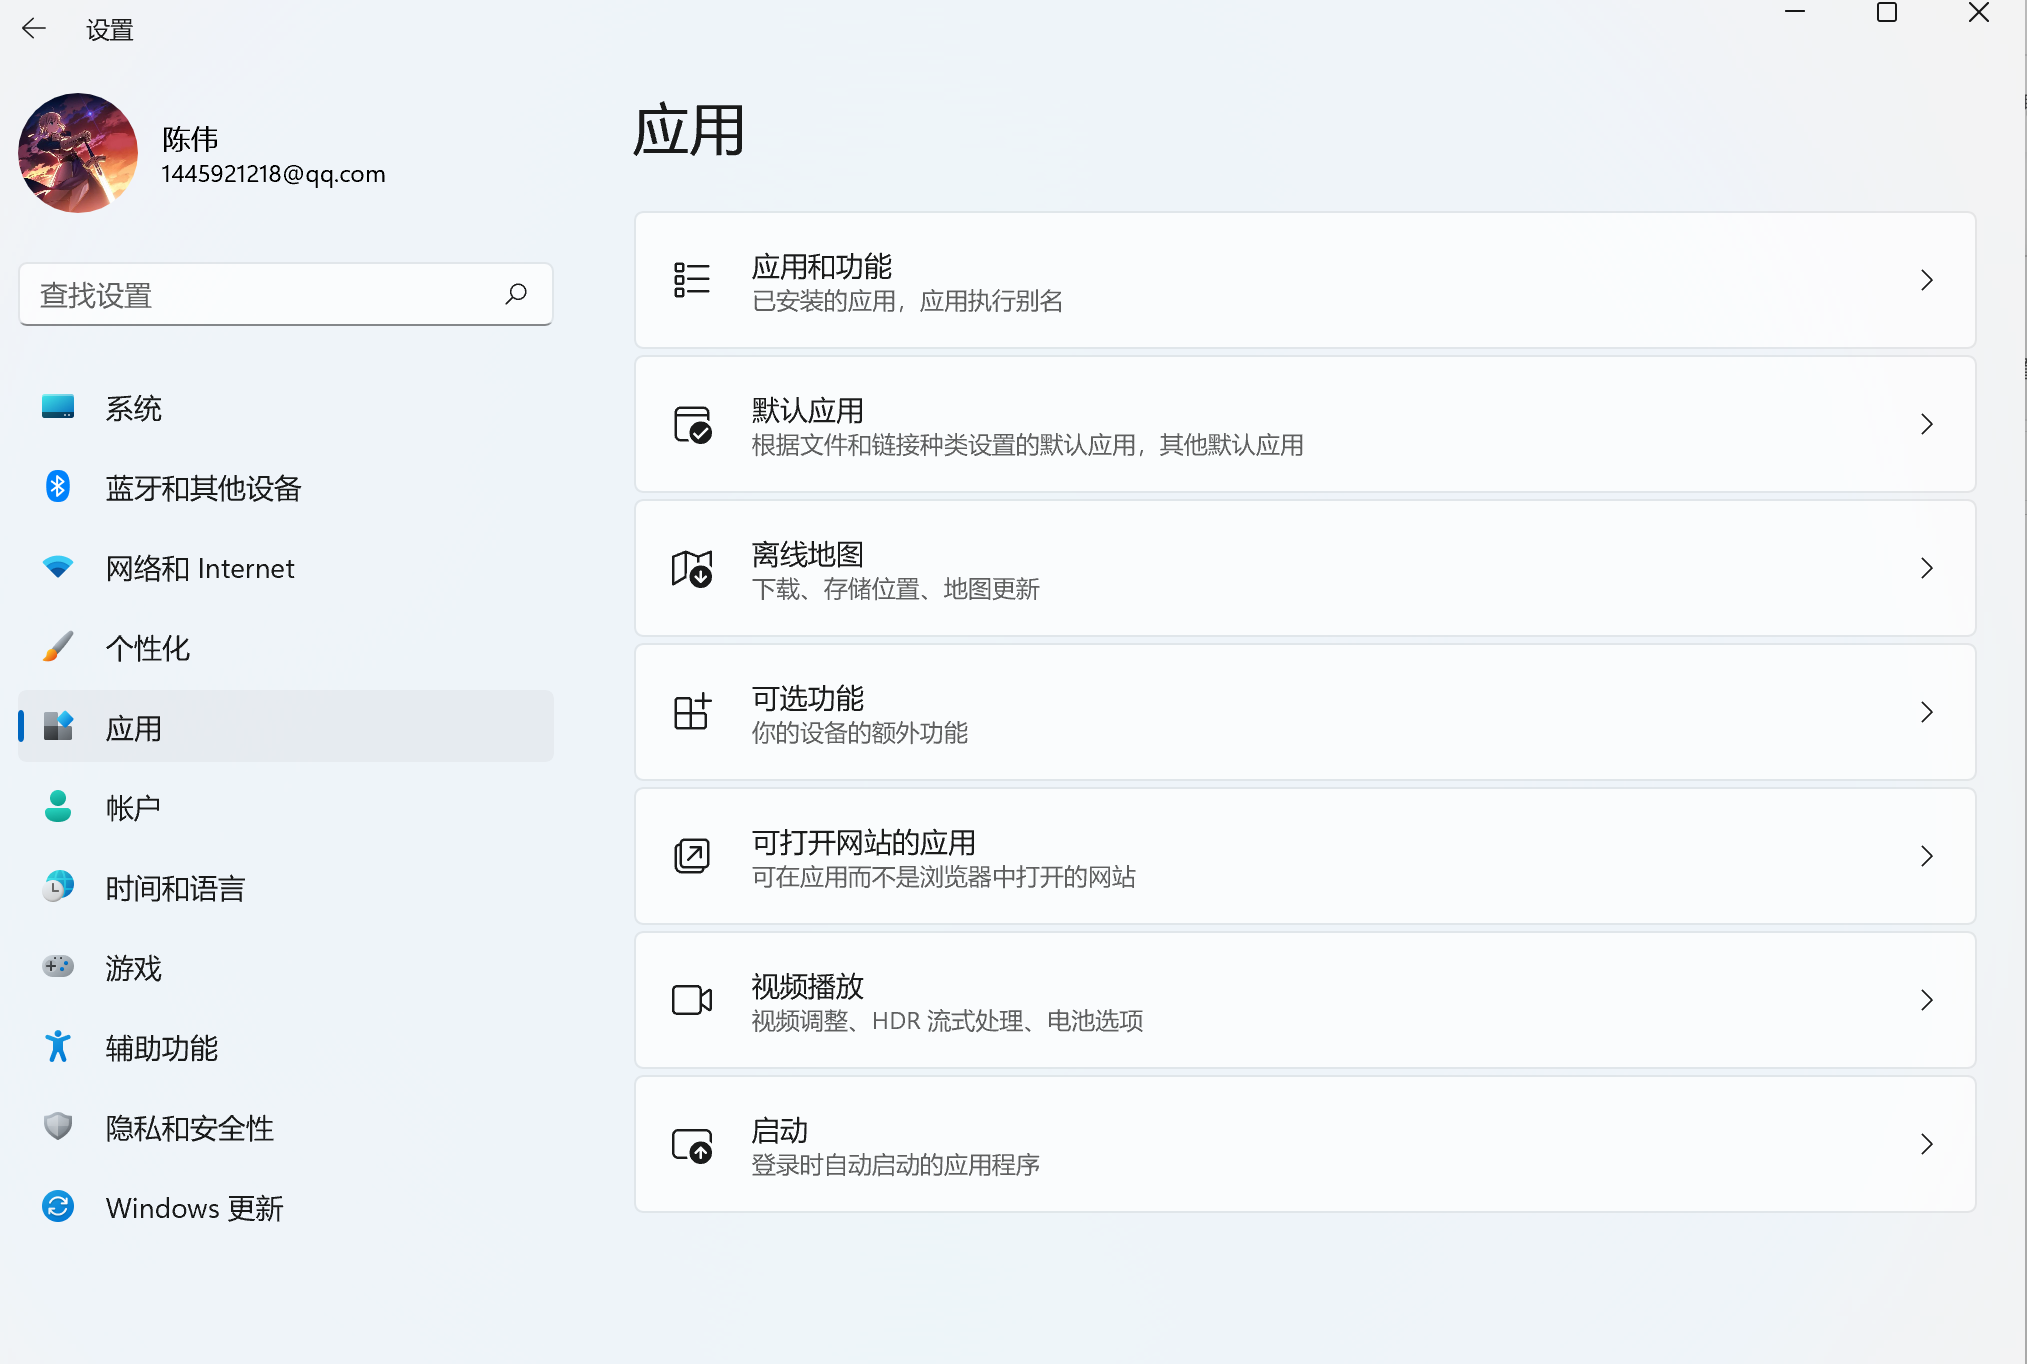 设置
陈伟
1445921218@qq.com
查找设置
系统
蓝牙和其他设备
网络和 Internet
个性化
应用
帐户
时间和语言
游戏
辅助功能
隐私和安全性
Windows 更新
应用
应用和功能
已安装的应用，应用执行别名
默认应用
根据文件和链接种类设置的默认应用，其他默认应用
离线地图
下载、存储位置、地图更新
可选功能
你的设备的额外功能
可打开网站的应用
可在应用而不是浏览器中打开的网站
视频播放
视频调整、HDR 流式处理、电池选项
启动
登录时自动启动的应用程序